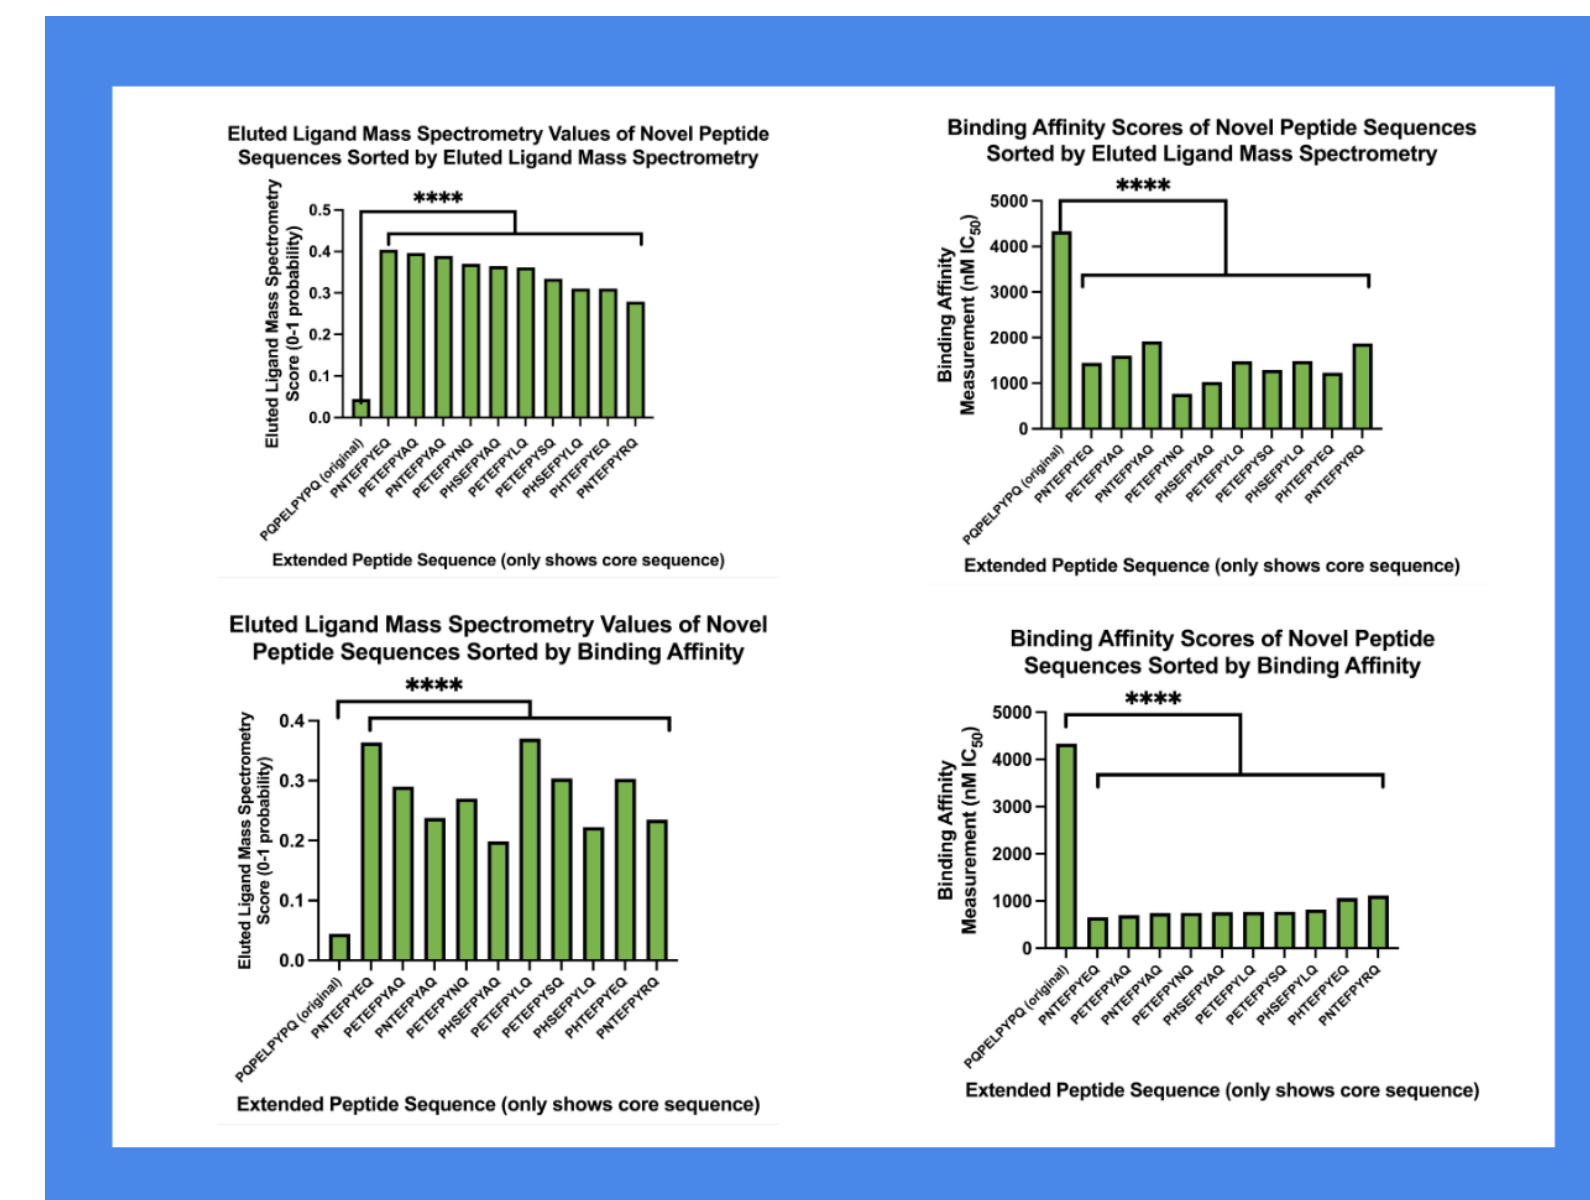 Eluted Ligand Mass Spectrometry Values of Novel Peptide
Sequences Sorted by Eluted Ligand Mass Spectrometry
****
Eluted Ligand Mass Spectrometry
Score (0-1 probability)
0.5
0.4
0.3
0.2
0.1
0.0
PQPELPYPQ (original)
PNTEFPYEQ
PETEFPYAQ
PNTEFPYAQ
PETEFPYNQ
PHSEFPYAQ
PETEFPYLQ
PETEFPYSQ
PHSEFPYLQ
PHTEFPYEQ
PNTEFPYRQ
Extended Peptide Sequence (only shows core sequence)
Binding Affinity Scores of Novel Peptide Sequences
Sorted by Eluted Ligand Mass Spectrometry
****
Binding Affinity
Measurement (nM IC50)
5000
4000
3000
2000
1000
0
PQPELPYPQ (original)
PNTEFPYEQ
PETEFPYAQ
PNTEFPYAQ
PETEFPYNQ
PHSEFPYAQ
PETEFPYLQ
PETEFPYSQ
PHSEFPYLQ
PHTEFPYEQ
PNTEFPYRQ
Extended Peptide Sequence (only shows core sequence)
Eluted Ligand Mass Spectrometry Values of Novel
Peptide Sequences Sorted by Binding Affinity
****
Eluted Ligand Mass Spectrometry
Score (0-1 probability)
0.4
0.3
0.2
0.1
0.0
PQPELPYPQ (original)
PNTEFPYEQ
PETEFPYAQ
PNTEFPYAQ
PETEFPYNQ
PHSEFPYAQ
PETEFPYLQ
PETEFPYSQ
PHSEFPYLQ
PHTEFPYEQ
PNTEFPYRQ
Extended Peptide Sequence (only shows core sequence)
Binding Affinity Scores of Novel Peptide
Sequences Sorted by Binding Affinity
****
Binding Affinity
Measurement (nM IC50)
5000
4000
3000
2000
1000
0
PQPELPYPQ (original)
PNTEFPYEQ
PETEFPYAQ
PNTEFPYAQ
PETEFPYNQ
PHSEFPYAQ
PETEFPYLQ
PETEFPYSQ
PHSEFPYLQ
PHTEFPYEQ
PNTEFPYRQ
Extended Peptide Sequence (only shows core sequence)